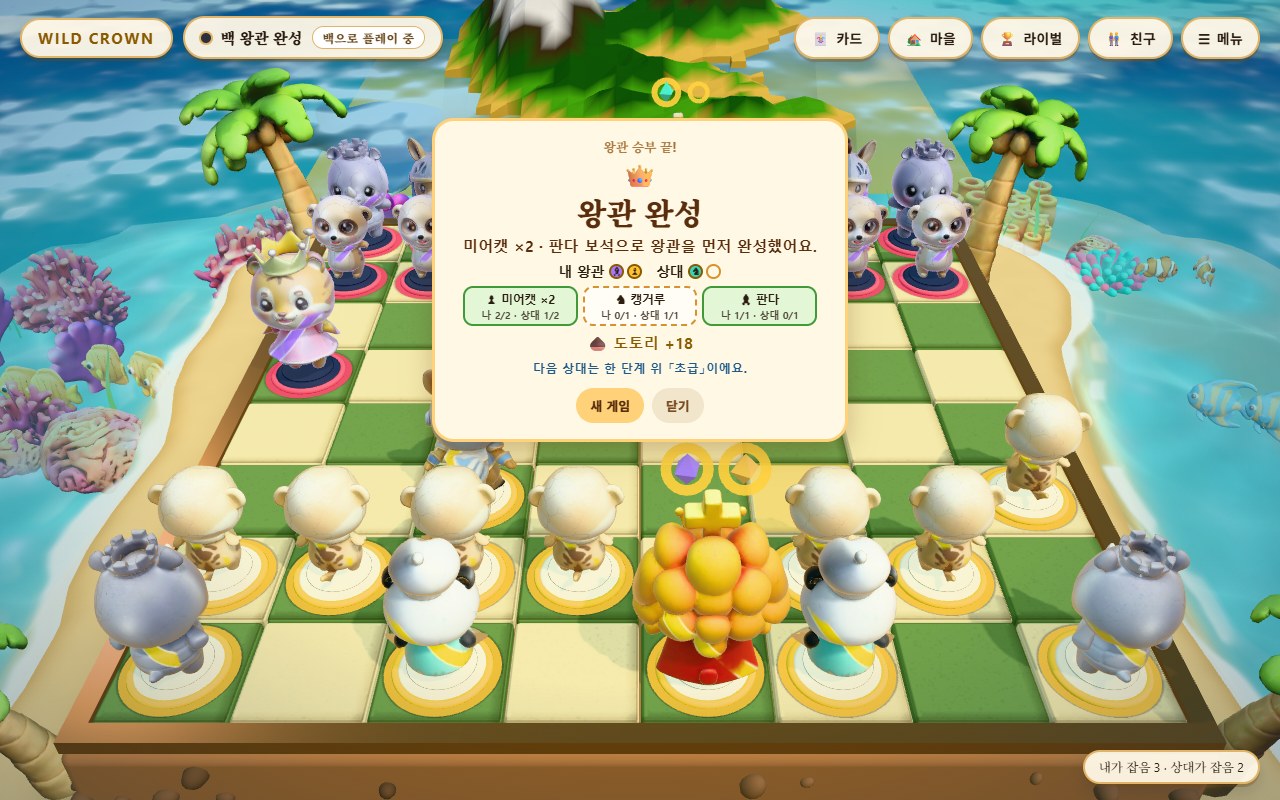 WILD CROWN
백 왕관 완성
백으로 플레이 중
카드
마을
라이벌
친구
☰ 메뉴
왕관 승부 끝!
왕관 완성
미어캣 ×2 · 판다 보석으로 왕관을 먼저 완성했어요.
내 왕관 상대
미어캣 ×2
나 2/2 · 상대 1/2
캥거루
나 0/1 · 상대 1/1
판다
나 1/1 · 상대 0/1
도토리 +18
다음 상대는 한 단계 위 「초급」이에요.
새 게임
닫기
내가 잡음 3 · 상대가 잡음 2